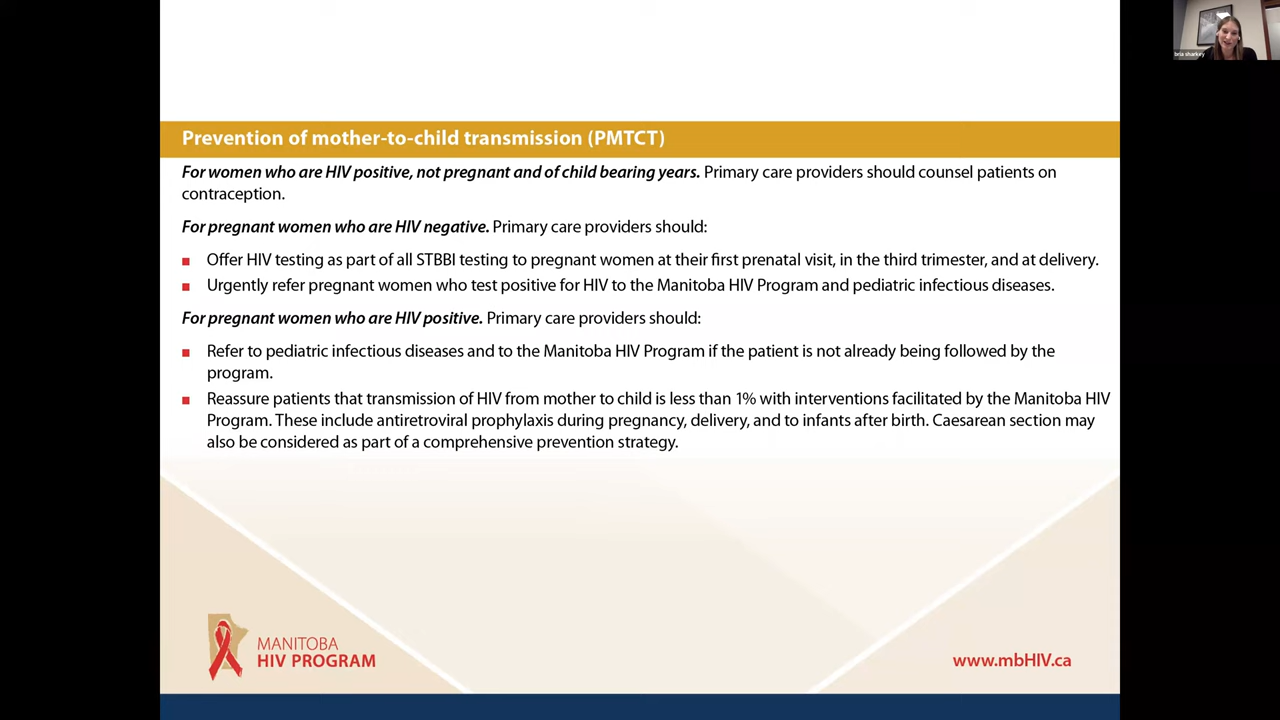 bria sharkey
Prevention of mother-to-child transmission (PMTCT)
For women who are HIV positive, not pregnant and of child bearing years. Primary care providers should counsel patients on
contraception.
For pregnant women who are HIV negative. Primary care providers should:
Offer HIV testing as part of all STBBI testing to pregnant women at their first prenatal visit, in the third trimester, and at delivery.
Urgently refer pregnant women who test positive for HIV to the Manitoba HIV Program and pediatric infectious diseases.
For pregnant women who are HIV positive. Primary care providers should:
Refer to pediatric infectious diseases and to the Manitoba HIV Program if the patient is not already being followed by the
program.
Reassure patients that transmission of HIV from mother to child is less than 1% with interventions facilitated by the Manitoba HIV
Program. These include antiretroviral prophylaxis during pregnancy, delivery, and to infants after birth. Caesarean section may
also be considered as part of a comprehensive prevention strategy.
MANITOBA
HIV PROGRAM
www.mbHIV.ca